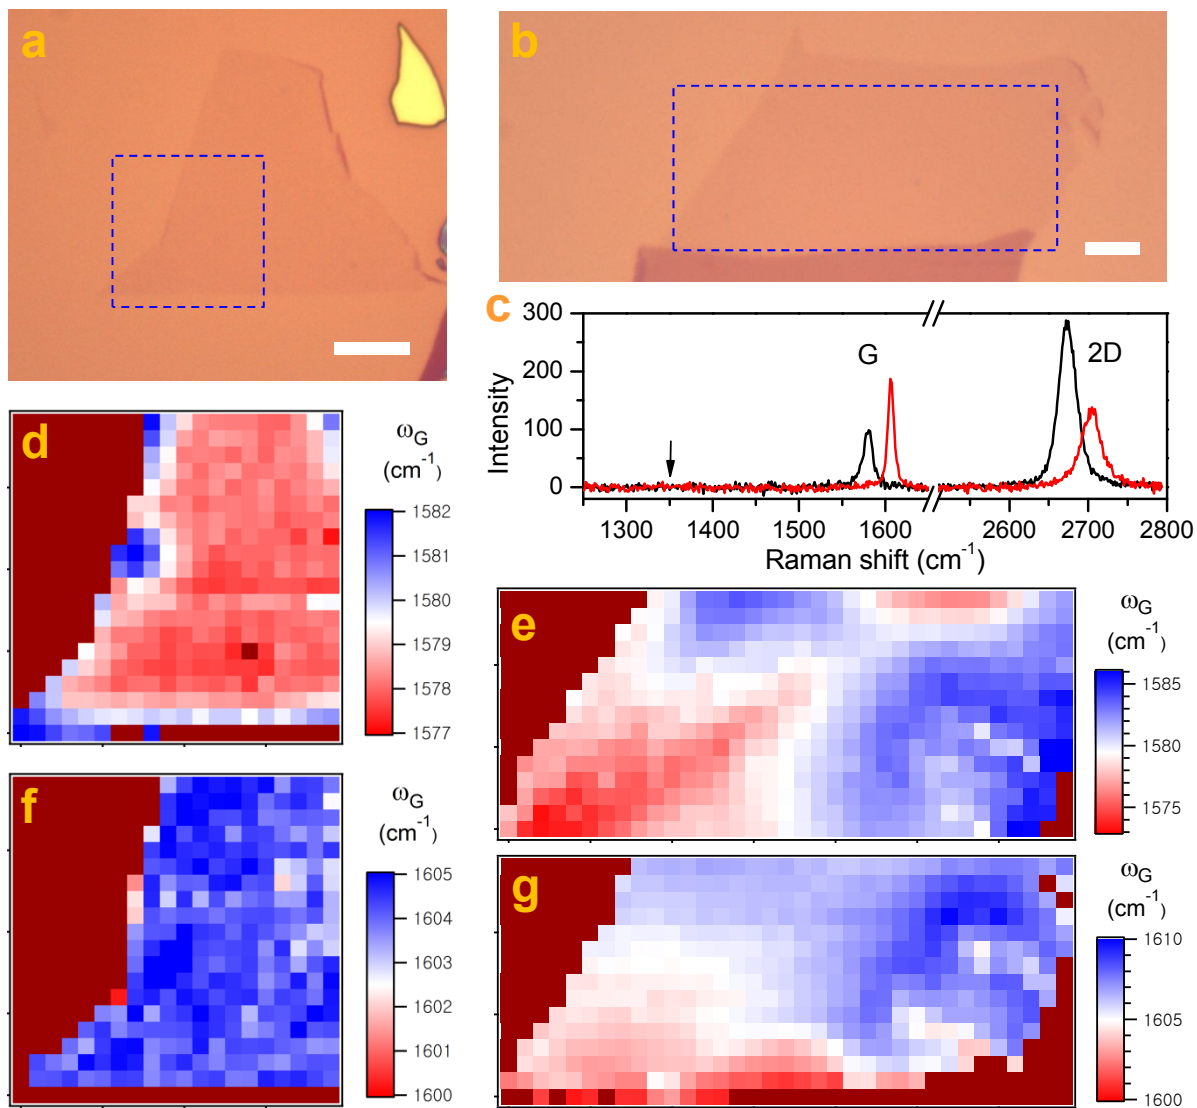 a
b
c
300
200
100
0
Intensity
G
2D
1300
1400
1500
1600
2600
2700
2800
Raman shift (cm-1)
d
ωG
(cm-1)
1582
1581
1580
1579
1578
1577
e
ωG
(cm-1)
1585
1580
1575
f
ωG
(cm-1)
1605
1604
1603
1602
1601
1600
g
ωG
(cm-1)
1610
1605
1600